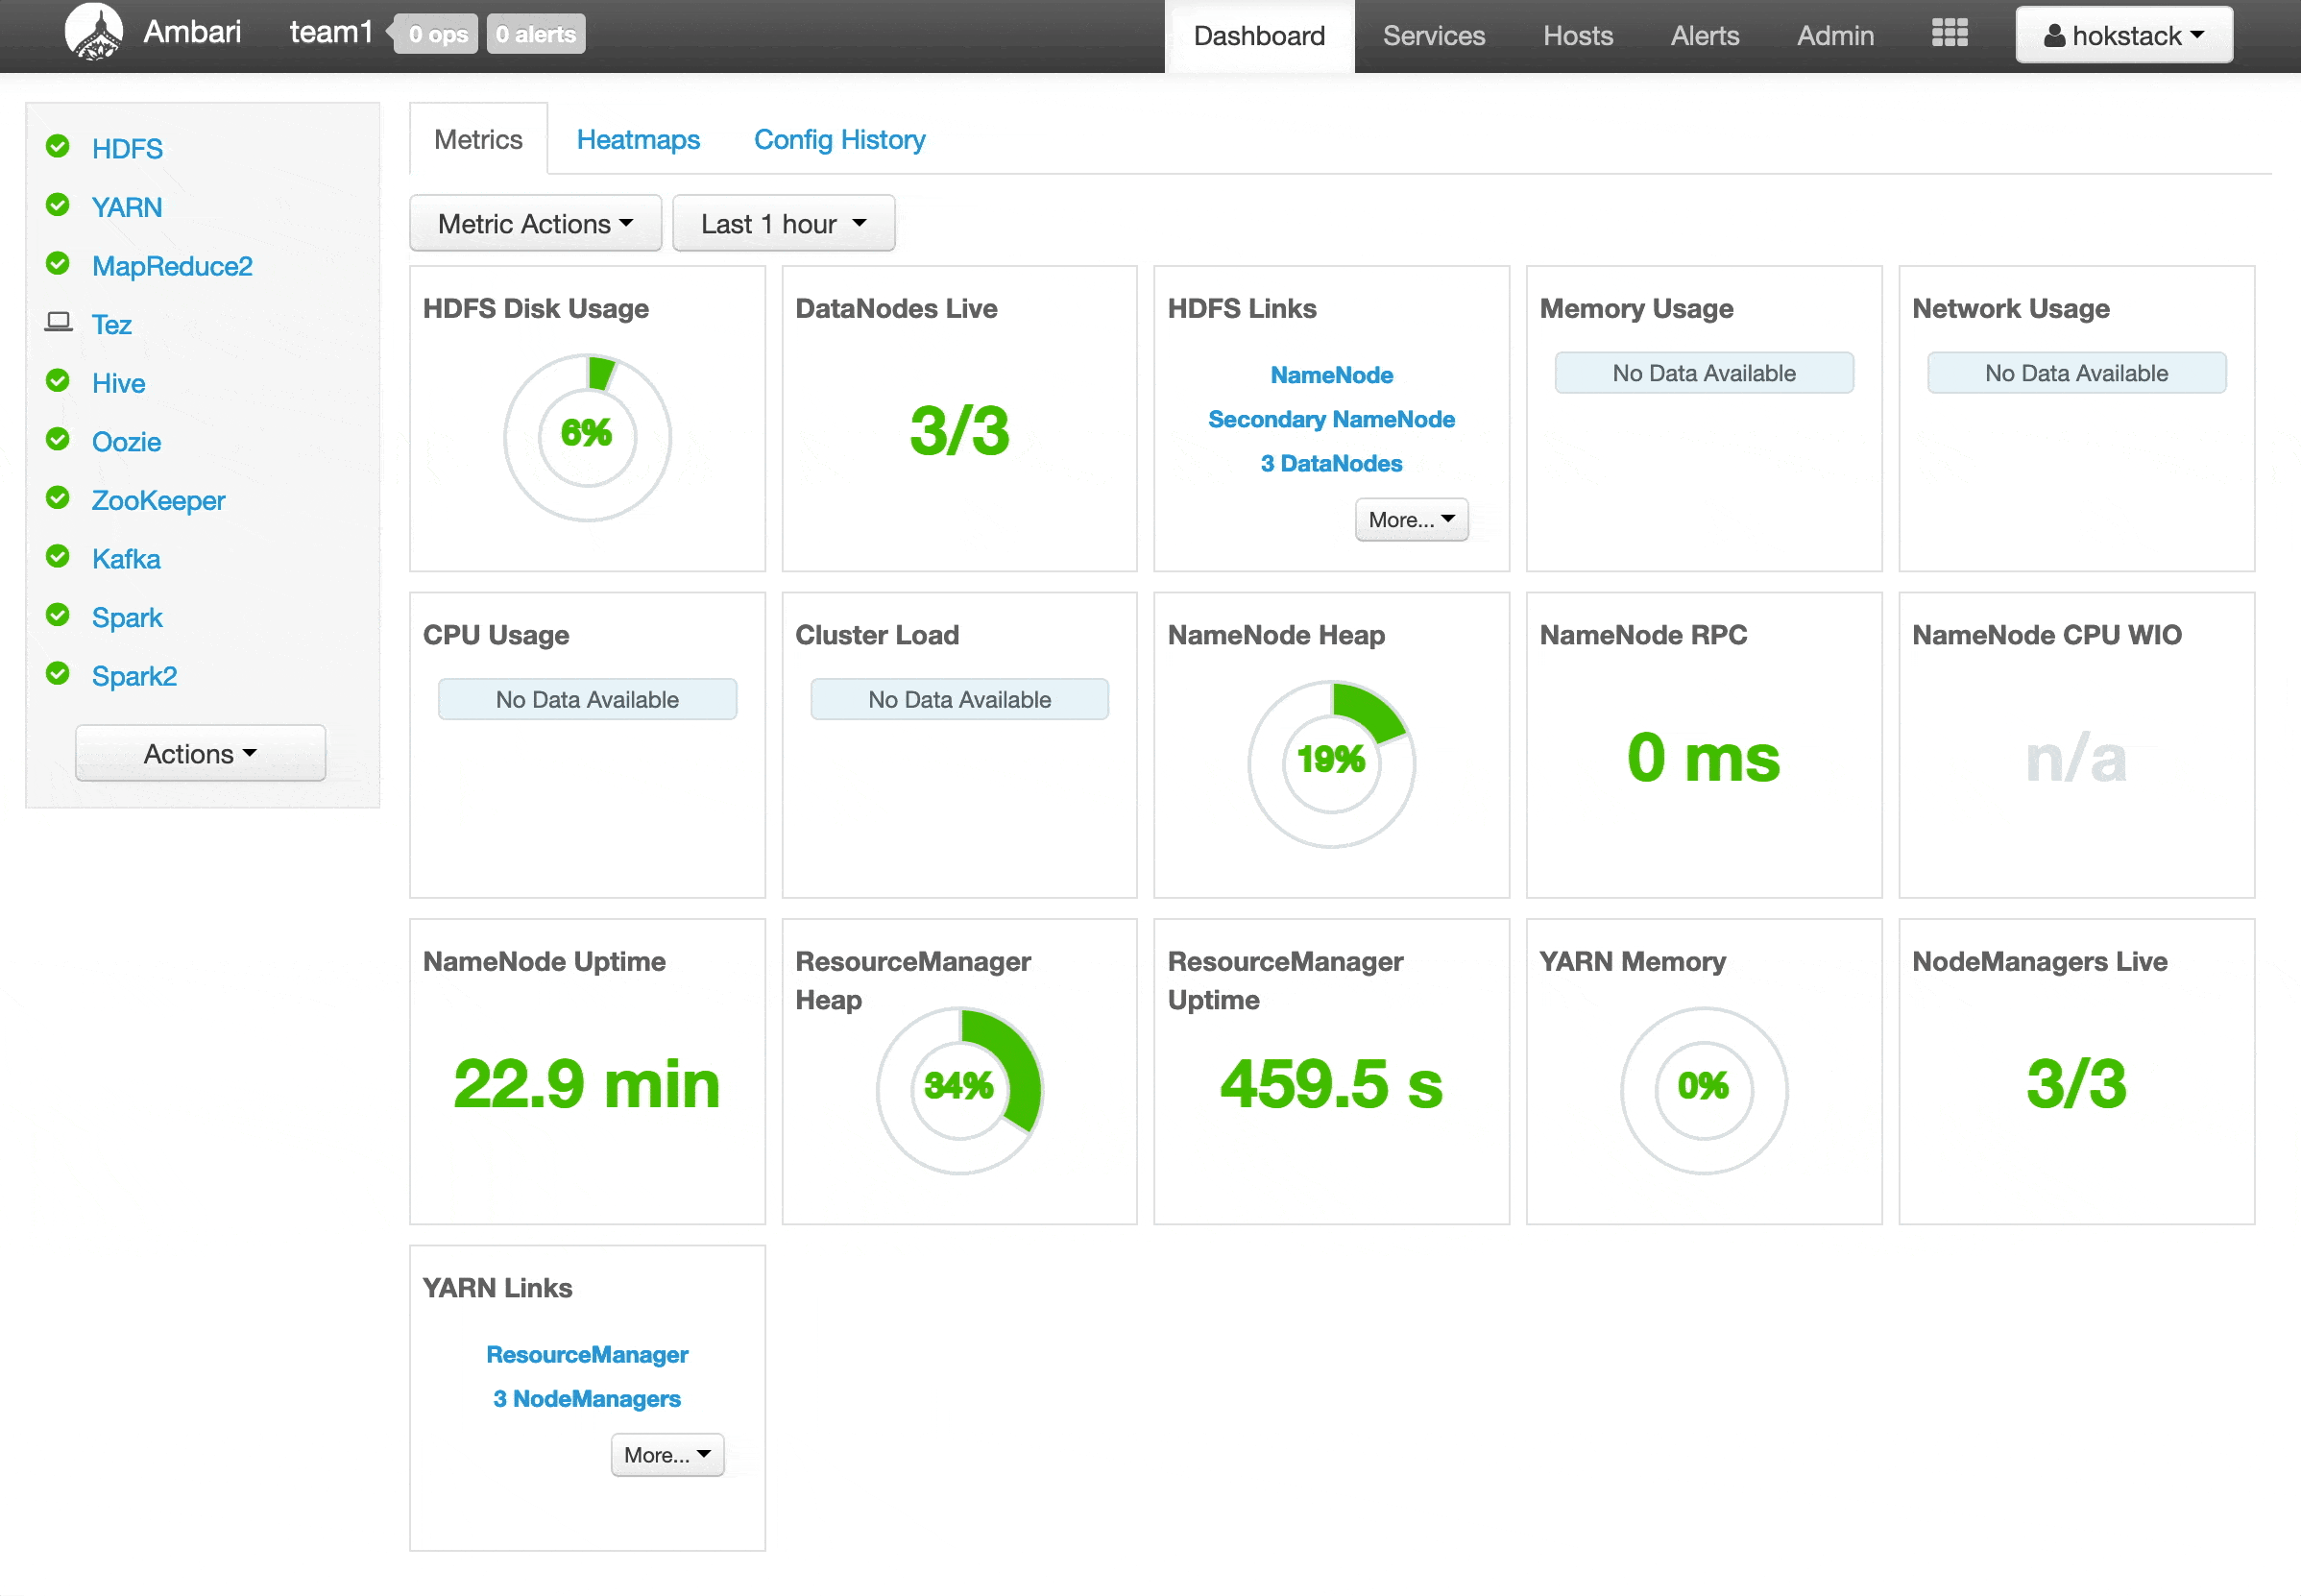 Ambari team1 0 ops 0 alerts Dashboard Services Hosts Alerts Admin hokstack
HDFS
YARN
MapReduce2
Tez
Hive
Oozie
ZooKeeper
Kafka
Spark
Spark2
Actions
Metrics Heatmaps Config History
Metric Actions Last 1 hour
HDFS Disk Usage
6%
DataNodes Live
3/3
HDFS Links
NameNode
Secondary NameNode
3 DataNodes
More...
Memory Usage
No Data Available
Network Usage
No Data Available
CPU Usage
No Data Available
Cluster Load
No Data Available
NameNode Heap
19%
NameNode RPC
0 ms
NameNode CPU WIO
n/a
NameNode Uptime
22.9 min
ResourceManager
Heap
34%
ResourceManager
Uptime
459.5 s
YARN Memory
0%
NodeManagers Live
3/3
YARN Links
ResourceManager
3 NodeManagers
More...